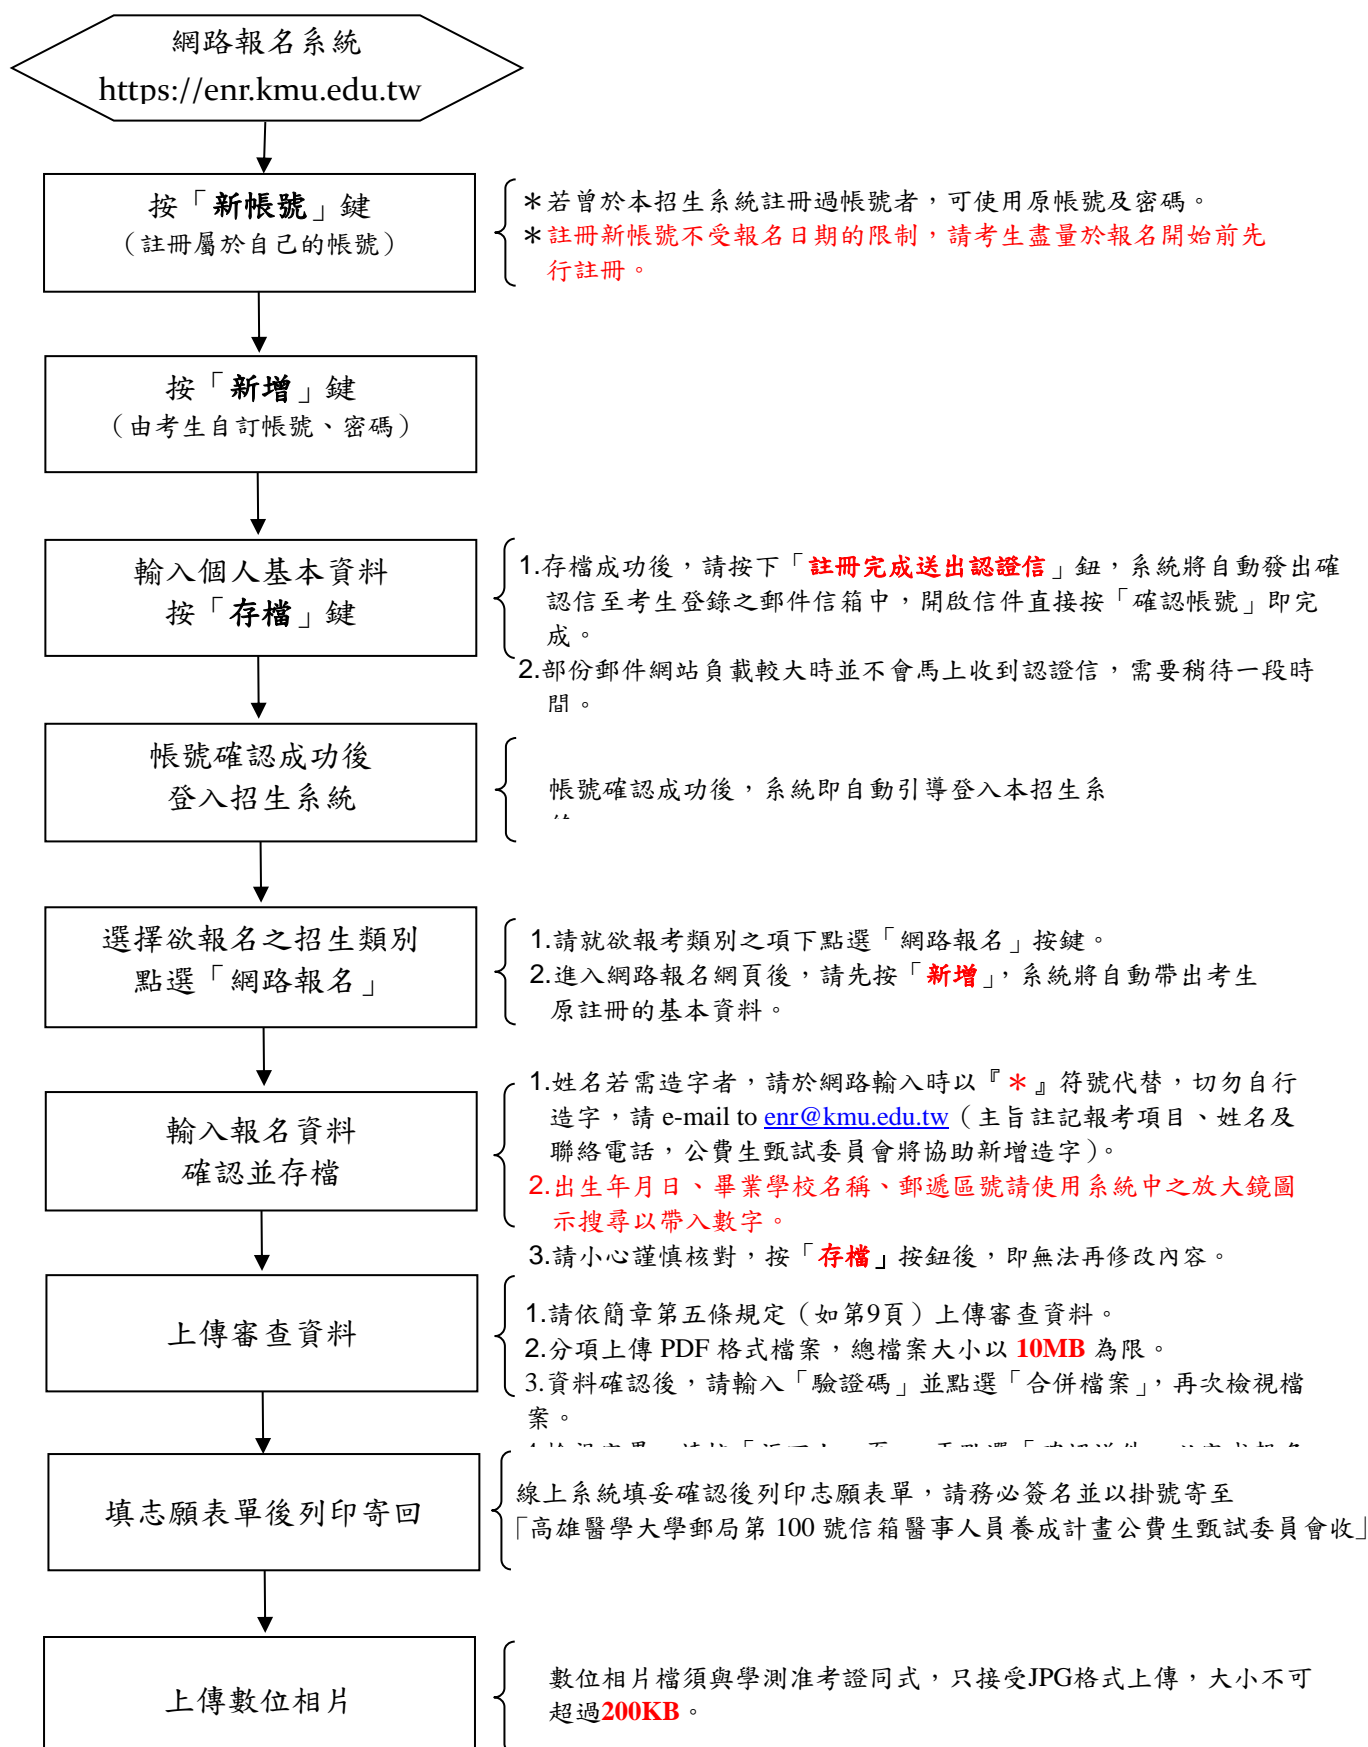 網路報名系統
https://enr.kmu.edu.tw
按「新帳號」鍵
（註冊屬於自己的帳號）
＊若曾於本招生系統註冊過帳號者，可使用原帳號及密碼。
＊註冊新帳號不受報名日期的限制，請考生盡量於報名開始前先
行註冊。
按「新增」鍵
（由考生自訂帳號、密碼）
輸入個人基本資料
按「存檔」鍵
1.存檔成功後，請按下「註冊完成送出認證信」鈕，系統將自動發出確
認信至考生登錄之郵件信箱中，開啟信件直接按「確認帳號」即完
成。
2.部份郵件網站負載較大時並不會馬上收到認證信，需要稍待一段時
間。
帳號確認成功後
登入招生系統
帳號確認成功後，系統即自動引導登入本招生系
選擇欲報名之招生類別
點選「網路報名」
1.請就欲報考類別之項下點選「網路報名」按鍵。
2.進入網路報名網頁後，請先按「新增」，系統將自動帶出考生
原註冊的基本資料。
輸入報名資料
確認並存檔
1.姓名若需造字者，請於網路輸入時以『＊』符號代替，切勿自行
造字，請 e-mail to enr@kmu.edu.tw（主旨註記報考項目、姓名及
聯絡電話，公費生甄試委員會將協助新增造字）。
2.出生年月日、畢業學校名稱、郵遞區號請使用系統中之放大鏡圖
示搜尋以帶入數字。
3.請小心謹慎核對，按「存檔」按鈕後，即無法再修改內容。
上傳審查資料
1.請依簡章第五條規定（如第9頁）上傳審查資料。
2.分項上傳 PDF 格式檔案，總檔案大小以 10MB 為限。
3.資料確認後，請輸入「驗證碼」並點選「合併檔案」，再次檢視檔
案。
填志願表單後列印寄回
線上系統填妥確認後列印志願表單，請務必簽名並以掛號寄至
「高雄醫學大學郵局第 100 號信箱醫事人員養成計畫公費生甄試委員會收」
上傳數位相片
數位相片檔須與學測准考證同式，只接受JPG格式上傳，大小不可
超過200KB。